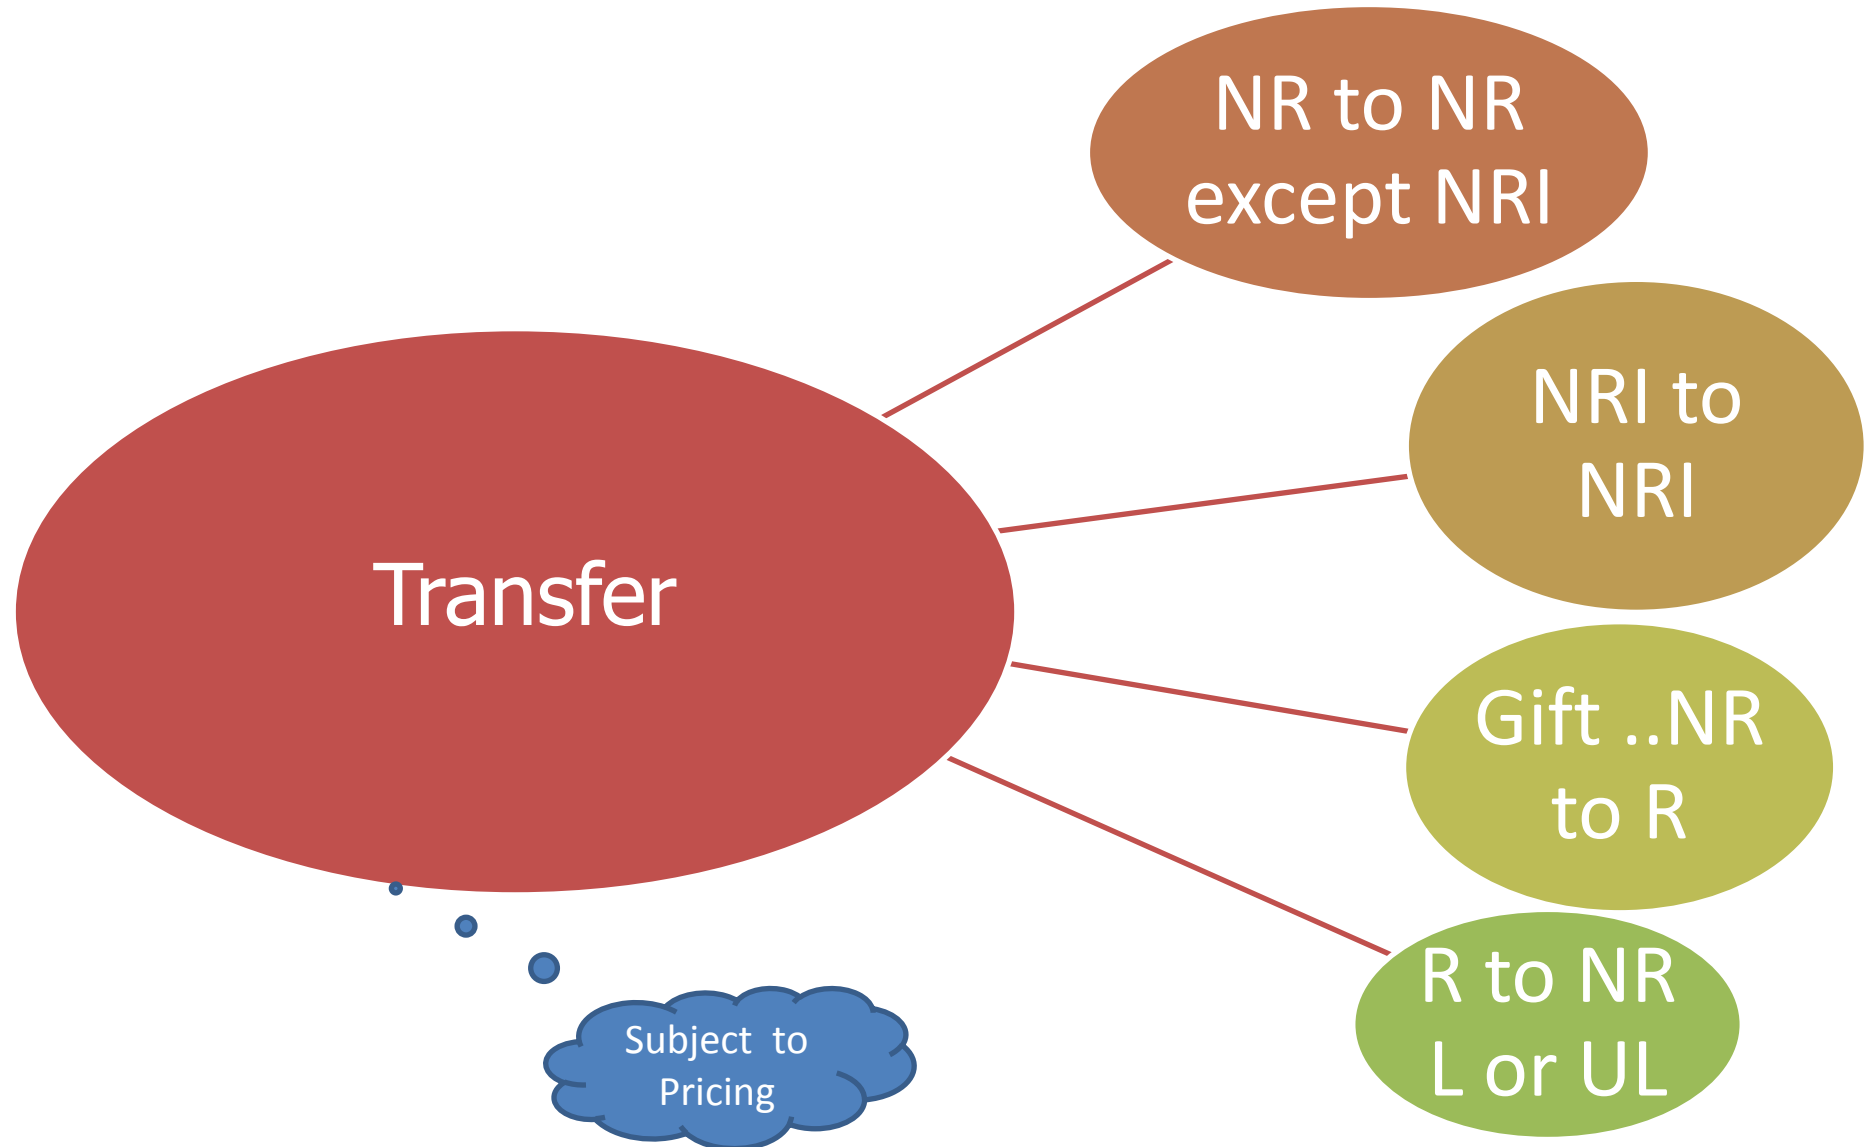 NR to NR
except NRI
NRI to
NRI
Transfer
Gift ..NR
to R
R to NR
L or UL
Subject to
Pricing